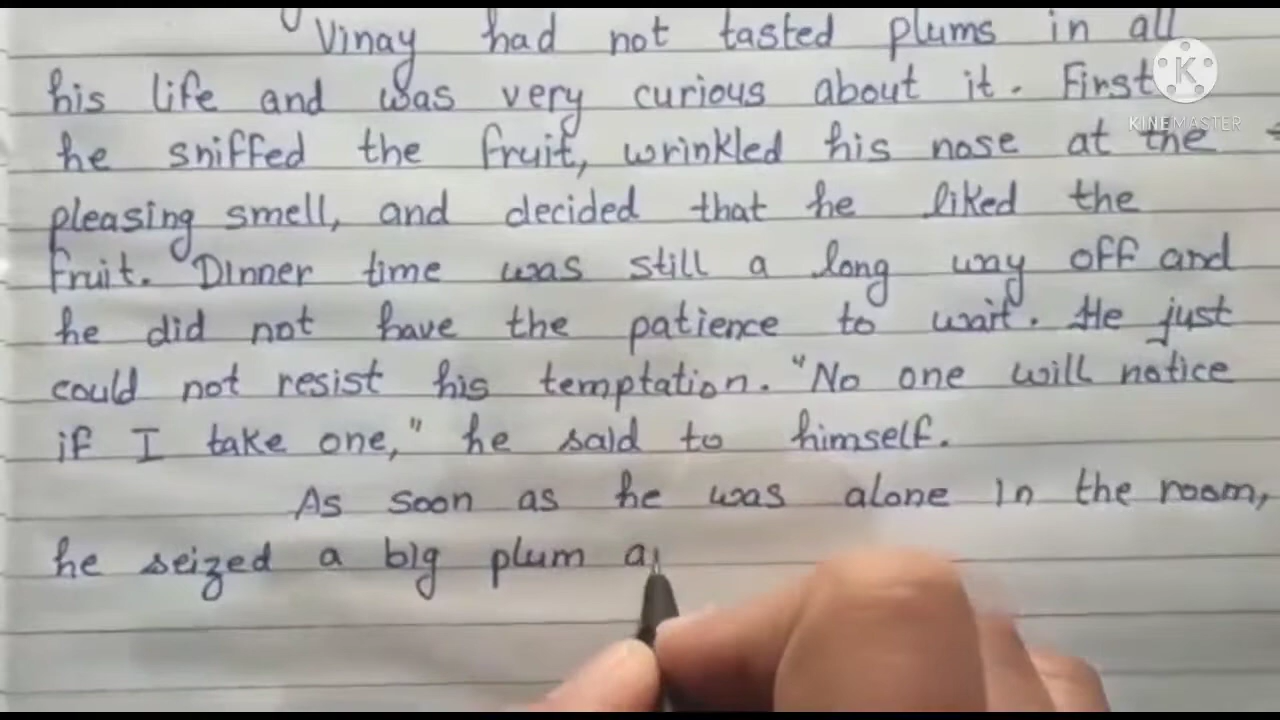 Vinay had not tasted plums in all
his life and was very curious about it. First
he sniffed the fruit, wrinkled his nose at the
pleasing smell, and decided that he liked the
fruit. Dinner time was still a long way off and
he did not have the patience to wait. He just
could not resist his temptation. "No one will notice
if I take one," he said to himself.
As soon as he was alone in the room,
he seized a big plum
KINEMASTER